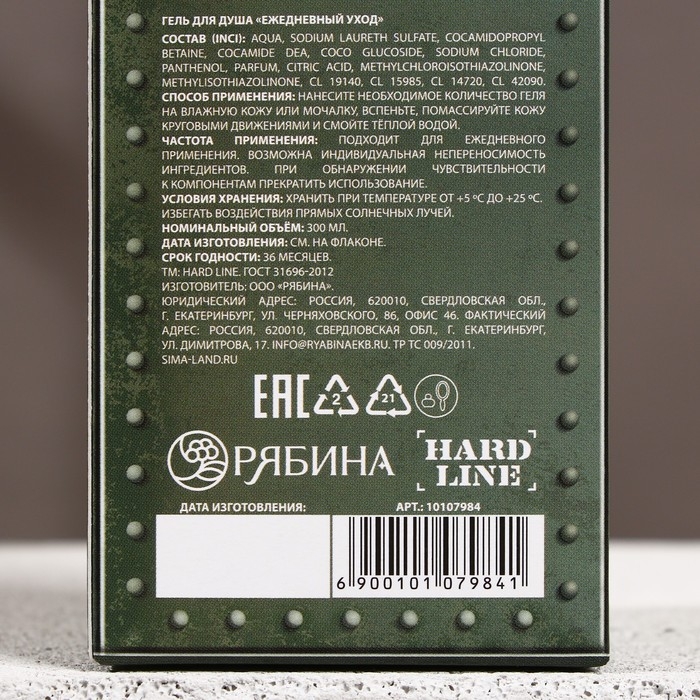 ГЕЛЬ ДЛЯ ДУША «ЕЖЕДНЕВНЫЙ УХОД»
СОСТАВ (INCI): AQUA, SODIUM LAURETH SULFATE, COCAMIDOPROPYL
BETAINE, COCAMIDE DEA, COCO GLUCOSIDE, SODIUM CHLORIDE,
PANTHENOL, PARFUM, CITRIC ACID, METHYLCHLOROISOTHIAZOLINONE,
METHYLISOTHIAZOLINONE, CL 19140, CL 15985, CL 14720, CL 42090.
СПОСОБ ПРИМЕНЕНИЯ: НАНЕСИТЕ НЕОБХОДИМОЕ КОЛИЧЕСТВО ГЕЛЯ
НА ВЛАЖНУЮ КОЖУ ИЛИ МОЧАЛКУ, ВСПЕНЬТЕ, ПОМАССИРУЙТЕ КОЖУ
КРУГОВЫМИ ДВИЖЕНИЯМИ И СМОЙТЕ ТЁПЛОЙ ВОДОЙ.
ЧАСТОТА ПРИМЕНЕНИЯ: ПОДХОДИТ ДЛЯ ЕЖЕДНЕВНОГО
ПРИМЕНЕНИЯ. ВОЗМОЖНА ИНДИВИДУАЛЬНАЯ НЕПЕРЕНОСИМОСТЬ
ИНГРЕДИЕНТОВ. ПРИ ОБНАРУЖЕНИИ ЧУВСТВИТЕЛЬНОСТИ
К КОМПОНЕНТАМ ПРЕКРАТИТЬ ИСПОЛЬЗОВАНИЕ.
УСЛОВИЯ ХРАНЕНИЯ: ХРАНИТЬ ПРИ ТЕМПЕРАТУРЕ ОТ +5 ºС ДО +25 ºС.
ИЗБЕГАТЬ ВОЗДЕЙСТВИЯ ПРЯМЫХ СОЛНЕЧНЫХ ЛУЧЕЙ.
НОМИНАЛЬНЫЙ ОБЪЁМ: 300 МЛ.
ДАТА ИЗГОТОВЛЕНИЯ: СМ. НА ФЛАКОНЕ.
СРОК ГОДНОСТИ: 36 МЕСЯЦЕВ.
ТМ: HARD LINE. ГОСТ 31696-2012
ИЗГОТОВИТЕЛЬ: ООО «РЯБИНА».
ЮРИДИЧЕСКИЙ АДРЕС: РОССИЯ, 620010, СВЕРДЛОВСКАЯ ОБЛ.,
Г. ЕКАТЕРИНБУРГ, УЛ. ЧЕРНЯХОВСКОГО, 86, ОФИС 46. ФАКТИЧЕСКИЙ
АДРЕС: РОССИЯ, 620010, СВЕРДЛОВСКАЯ ОБЛ., Г. ЕКАТЕРИНБУРГ,
УЛ. ДИМИТРОВА, 17. INFO@RYABINAEKB.RU. ТР ТС 009/2011.
SIMA-LAND.RU
ЕАС 2 21
РЯБИНА
HARD
LINE
ДАТА ИЗГОТОВЛЕНИЯ:
АРТ.: 10107984
6 900101 079841